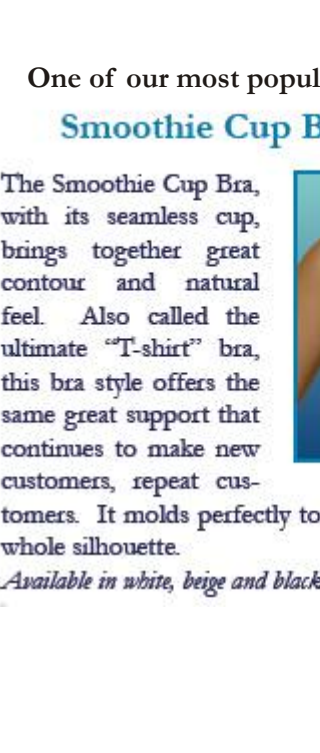 One of our most popul
Smoothie Cup B
The Smoothie Cup Bra,
with its seamless cup,
brings together great
contour and natural
feel. Also called the
ultimate “T-shirt” bra,
this bra style offers the
same great support that
continues to make new
customers, repeat cus-
tomers. It molds perfectly to
whole silhouette.
Available in white, beige and black